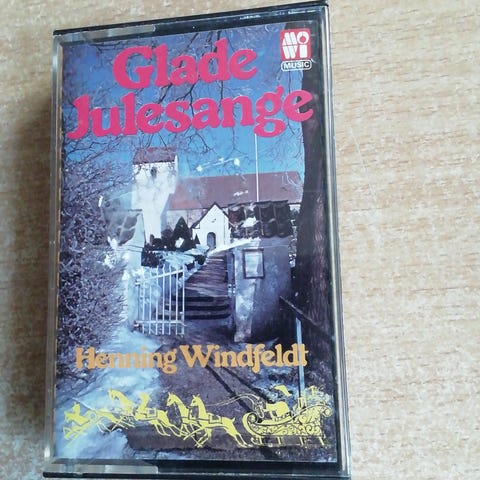 Glade
Julesange
MOWI
MUSIC
Henning Windfeldt